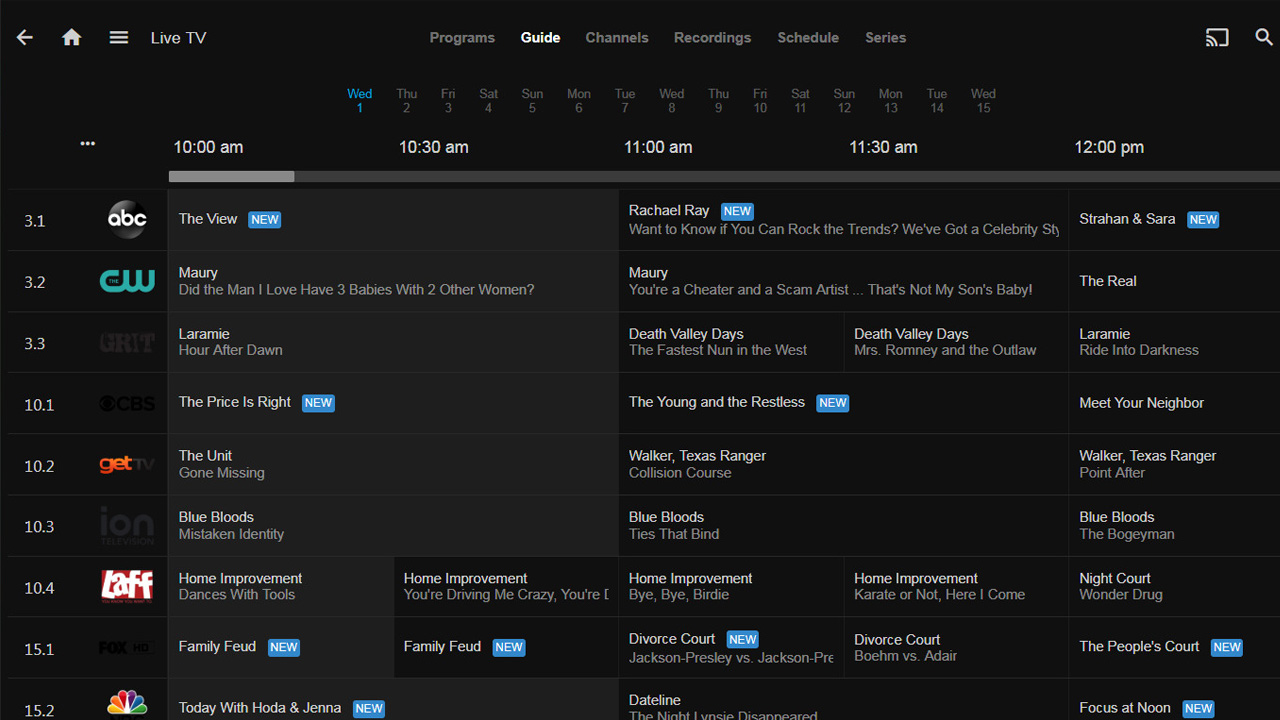 Live TV
Programs Guide Channels Recordings Schedule Series
Wed Thu Fri Sat Sun Mon Tue Wed Thu Fri Sat Sun Mon Tue Wed
1 2 3 4 5 6 7 8 9 10 11 12 13 14 15
10:00 am 10:30 am 11:00 am 11:30 am 12:00 pm
3.1 abc The View NEW
Rachael Ray NEW
Want to Know if You Can Rock the Trends? We've Got a Celebrity Sty
Strahan & Sara NEW
3.2 THE CW Maury
Did the Man I Love Have 3 Babies With 2 Other Women?
Maury
You're a Cheater and a Scam Artist ... That's Not My Son's Baby!
The Real
3.3 GRIT Laramie
Hour After Dawn
Death Valley Days
The Fastest Nun in the West
Death Valley Days
Mrs. Romney and the Outlaw
Laramie
Ride Into Darkness
10.1 CBS The Price Is Right NEW
The Young and the Restless NEW
Meet Your Neighbor
10.2 getTV The Unit
Gone Missing
Walker, Texas Ranger
Collision Course
Walker, Texas Ranger
Point After
10.3 ion TELEVISION Blue Bloods
Mistaken Identity
Blue Bloods
Ties That Bind
Blue Bloods
The Bogeyman
10.4 Laff Home Improvement
Dances With Tools
Home Improvement
You're Driving Me Crazy, You're D
Home Improvement
Bye, Bye, Birdie
Home Improvement
Karate or Not, Here I Come
Night Court
Wonder Drug
15.1 FOX HD Family Feud NEW
Family Feud NEW
Divorce Court NEW
Jackson-Presley vs. Jackson-Pre
Divorce Court
Boehm vs. Adair
The People's Court NEW
15.2 Today With Hoda & Jenna NEW
Dateline
The Night Lynsie Disappeared
Focus at Noon NEW